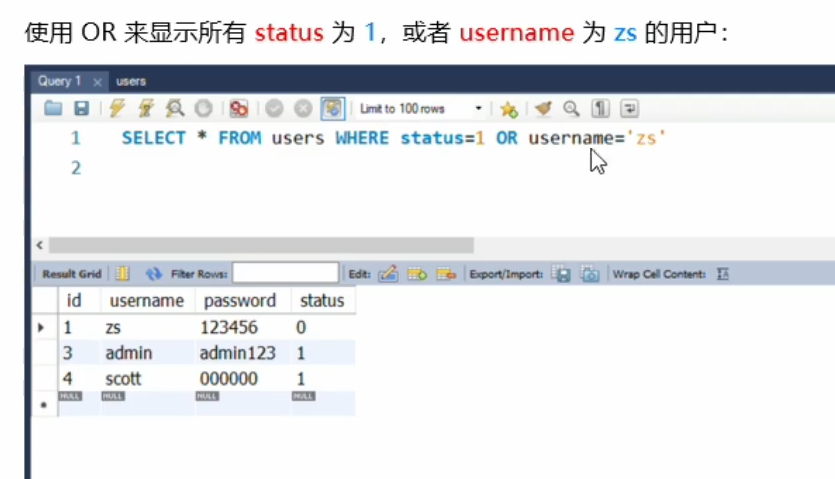 使用 OR 来显示所有 status 为 1，或者 username 为 zs 的用户：
Query 1 × users
Limit to 100 rows
1 SELECT * FROM users WHERE status=1 OR username='zs'
2
Result Grid Filter Rows: Edit: Export/Import: Wrap Cell Content:
id username password status
1 zs 123456 0
3 admin admin123 1
4 scott 000000 1
NULL NULL NULL NULL